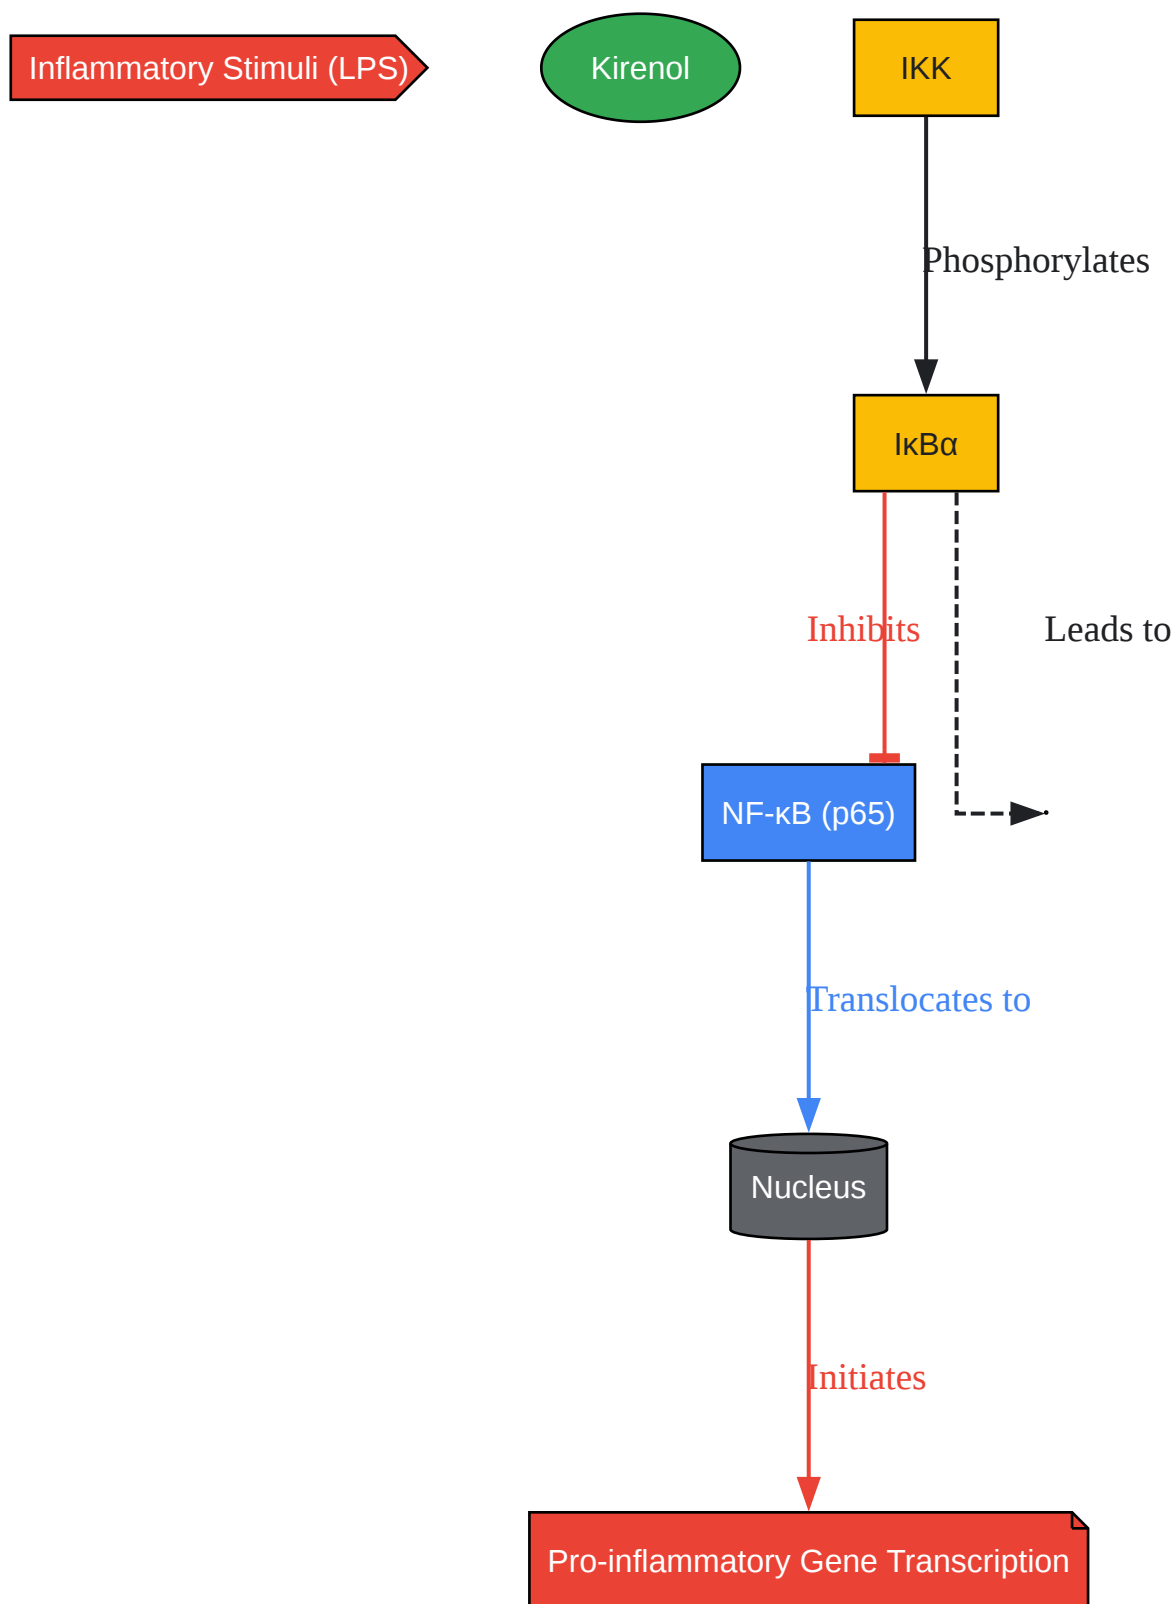 Inflammatory Stimuli (LPS)
Kirenol
IKK
Phosphorylates
IκBα
Inhibits
Leads to
NF-κB (p65)
Translocates to
Nucleus
Initiates
Pro-inflammatory Gene Transcription